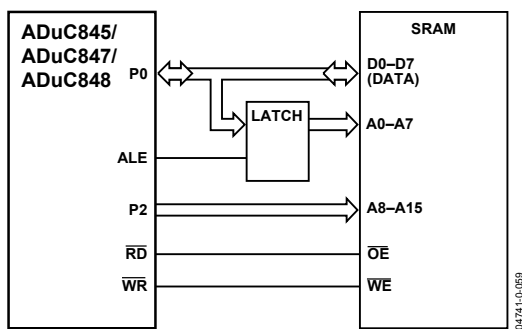 ADuC845/
ADuC847/
ADuC848
SRAM
P0
D0–D7
(DATA)
LATCH
A0–A7
ALE
P2
A8–A15
RD
OE
WR
WE
04741-0-059